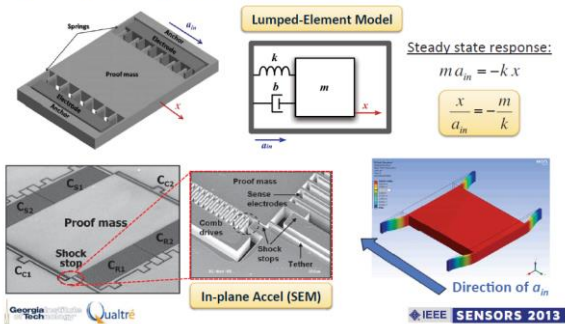 Lumped-Element Model
Springs
a_in
Anchor
Electrode
Proof mass
Electrode
Anchor
x
k
b
m
x
a_in
Steady state response:
m a_in = -k x
x / a_in = - m / k
C_S1
C_S2
C_C2
Proof mass
C_R2
Shock
stop
C_R1
C_C1
Proof mass
Sense
electrodes
Comb
drives
Shock
stops
Tether
In-plane Accel (SEM)
Direction of a_in
Georgia Institute
of Technology
Qualtré
IEEE SENSORS 2013